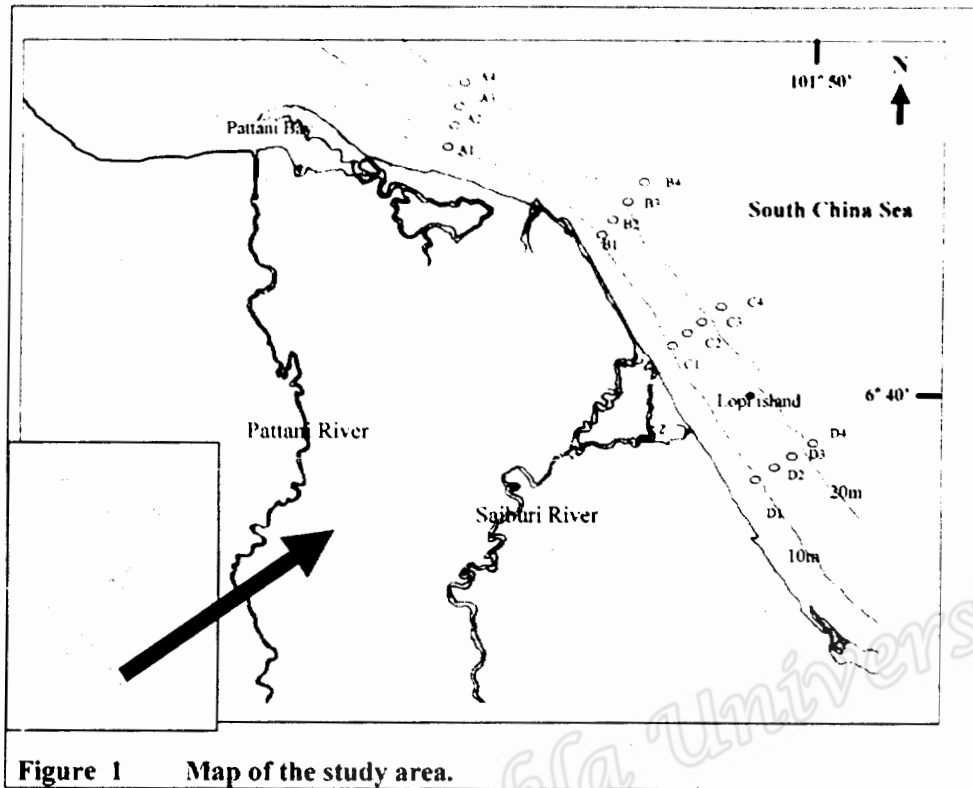 101° 50'
N
A4
A3
A2
A1
Pattani Bay
B4
B3
B2
B1
South China Sea
C4
C3
C2
C1
6° 40'
Lopi island
Pattani River
D4
D3
D2
D1
20m
Saiburi River
10m
Figure 1 Map of the study area.